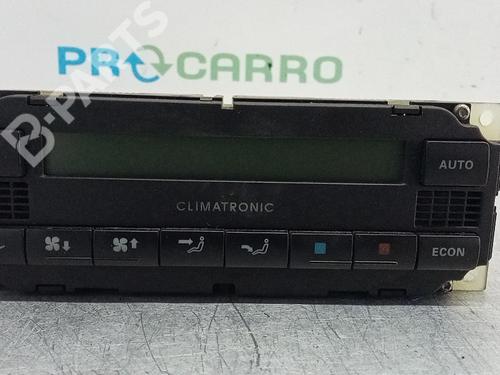 PROCARRO
B-PARTS
AUTO
CLIMATRONIC
ECON